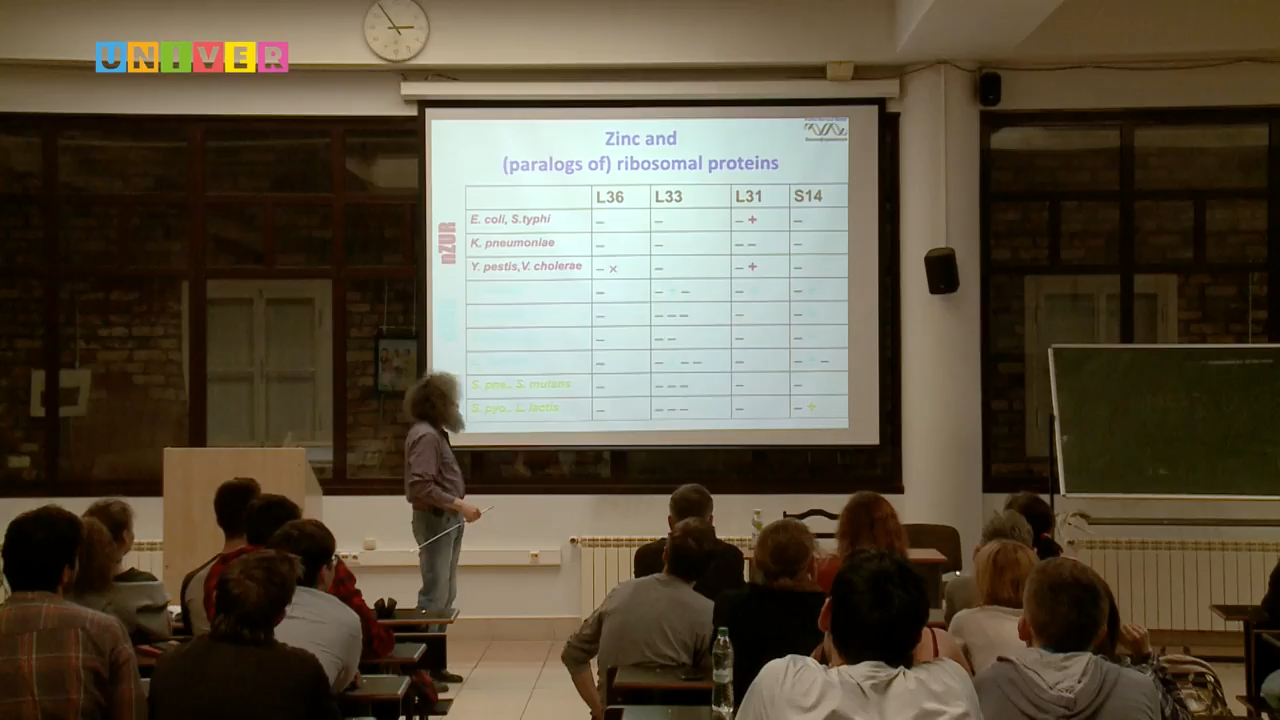 UNIVER
Zinc and
(paralogs of) ribosomal proteins
L36 L33 L31 S14
nZUR
E. coli, S.typhi – – – + –
K. pneumoniae – – – – –
Y. pestis,V. cholerae – × – – + –
– – – – –
– – – – – –
– – – – –
– – – – – – –
S. pne., S. mutans – – – – – –
S. pyo., L. lactis – – – – – – +